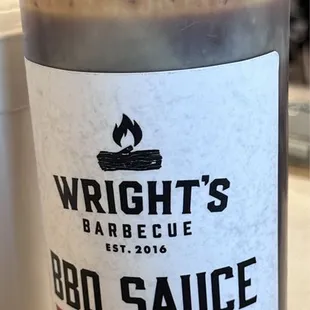 WRIGHT'S
BARBECUE
EST. 2016
BBQ SAUCE